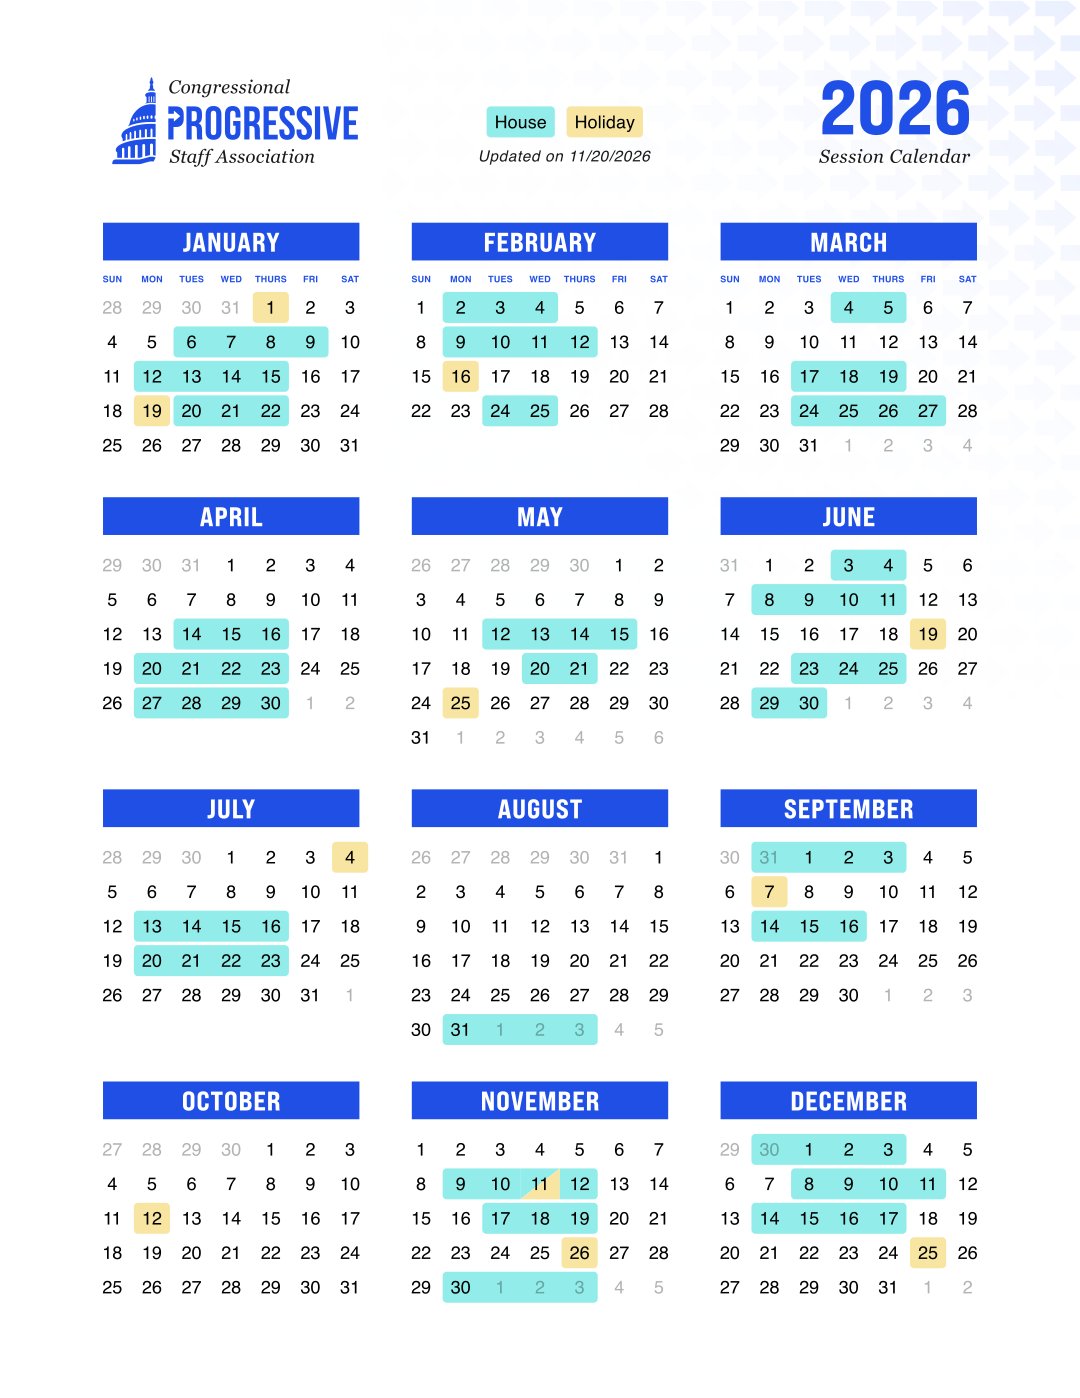 Congressional
PROGRESSIVE
Staff Association
House Holiday
Updated on 11/20/2026
2026
Session Calendar
JANUARY
SUN MON TUES WED THURS FRI SAT
28 29 30 31 1 2 3
4 5 6 7 8 9 10
11 12 13 14 15 16 17
18 19 20 21 22 23 24
25 26 27 28 29 30 31
FEBRUARY
SUN MON TUES WED THURS FRI SAT
1 2 3 4 5 6 7
8 9 10 11 12 13 14
15 16 17 18 19 20 21
22 23 24 25 26 27 28
MARCH
SUN MON TUES WED THURS FRI SAT
1 2 3 4 5 6 7
8 9 10 11 12 13 14
15 16 17 18 19 20 21
22 23 24 25 26 27 28
29 30 31 1 2 3 4
APRIL
29 30 31 1 2 3 4
5 6 7 8 9 10 11
12 13 14 15 16 17 18
19 20 21 22 23 24 25
26 27 28 29 30 1 2
MAY
26 27 28 29 30 1 2
3 4 5 6 7 8 9
10 11 12 13 14 15 16
17 18 19 20 21 22 23
24 25 26 27 28 29 30
31 1 2 3 4 5 6
JUNE
31 1 2 3 4 5 6
7 8 9 10 11 12 13
14 15 16 17 18 19 20
21 22 23 24 25 26 27
28 29 30 1 2 3 4
JULY
28 29 30 1 2 3 4
5 6 7 8 9 10 11
12 13 14 15 16 17 18
19 20 21 22 23 24 25
26 27 28 29 30 31 1
AUGUST
26 27 28 29 30 31 1
2 3 4 5 6 7 8
9 10 11 12 13 14 15
16 17 18 19 20 21 22
23 24 25 26 27 28 29
30 31 1 2 3 4 5
SEPTEMBER
30 31 1 2 3 4 5
6 7 8 9 10 11 12
13 14 15 16 17 18 19
20 21 22 23 24 25 26
27 28 29 30 1 2 3
OCTOBER
27 28 29 30 1 2 3
4 5 6 7 8 9 10
11 12 13 14 15 16 17
18 19 20 21 22 23 24
25 26 27 28 29 30 31
NOVEMBER
1 2 3 4 5 6 7
8 9 10 11 12 13 14
15 16 17 18 19 20 21
22 23 24 25 26 27 28
29 30 1 2 3 4 5
DECEMBER
29 30 1 2 3 4 5
6 7 8 9 10 11 12
13 14 15 16 17 18 19
20 21 22 23 24 25 26
27 28 29 30 31 1 2